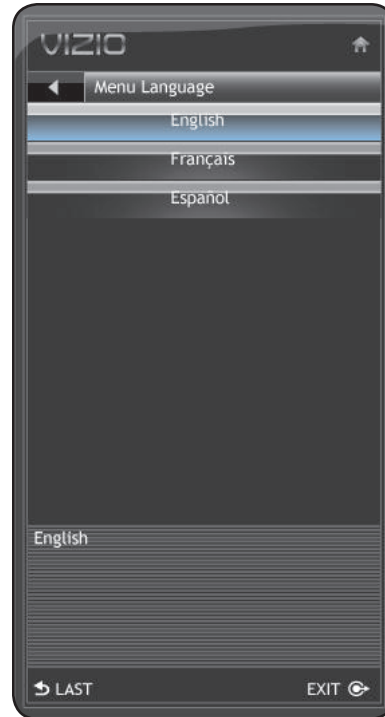 VIZIO
Menu Language
English
Français
Español
English
LAST EXIT